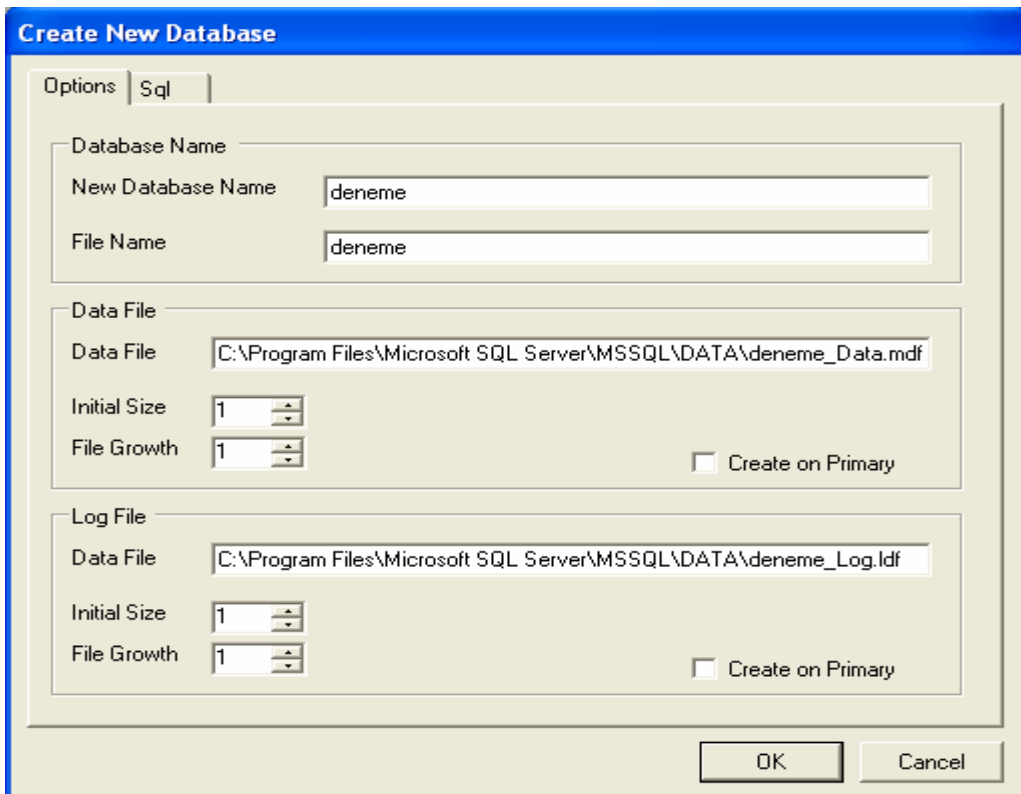 Create New Database
Options Sql
Database Name
New Database Name deneme
File Name deneme
Data File
Data File C:\Program Files\Microsoft SQL Server\MSSQL\DATA\deneme_Data.mdf
Initial Size 1
File Growth 1 Create on Primary
Log File
Data File C:\Program Files\Microsoft SQL Server\MSSQL\DATA\deneme_Log.ldf
Initial Size 1
File Growth 1 Create on Primary
OK Cancel